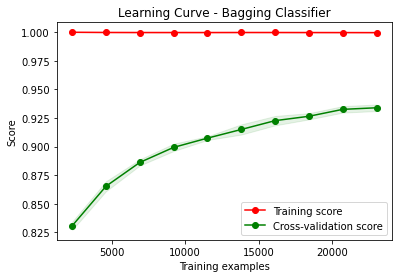 Learning Curve - Bagging Classifier
Score
1.000
0.975
0.950
0.925
0.900
0.875
0.850
0.825
Training score
Cross-validation score
5000 10000 15000 20000
Training examples